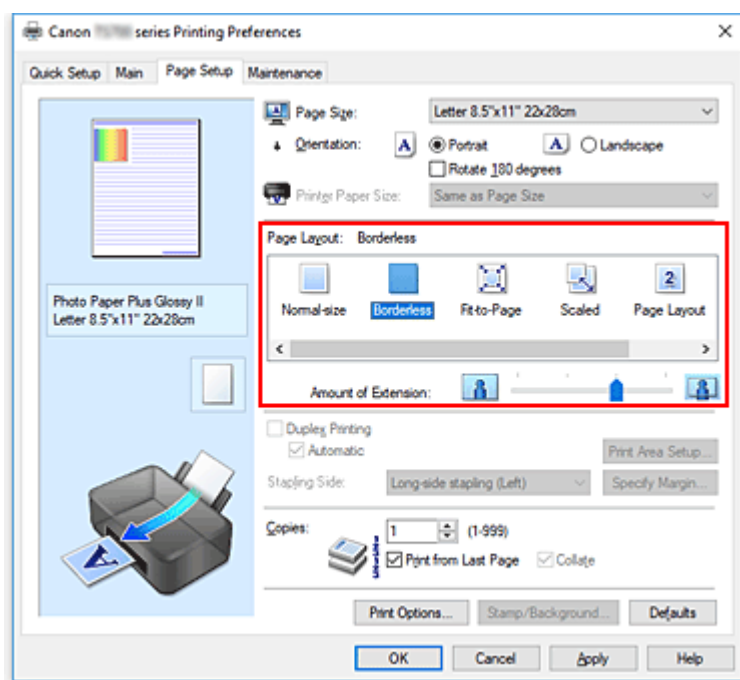 Canon series Printing Preferences
Quick Setup Main Page Setup Maintenance
Page Size: Letter 8.5"x11" 22x28cm
Orientation: A Portrait A Landscape
Rotate 180 degrees
Printer Paper Size: Same as Page Size
Page Layout: Borderless
2
Normal-size Borderless Fit-to-Page Scaled Page Layout
Photo Paper Plus Glossy II
Letter 8.5"x11" 22x28cm
Amount of Extension:
Duplex Printing
Automatic Print Area Setup...
Stapling Side: Long-side stapling (Left) Specify Margin...
Copies: 1 (1-999)
Print from Last Page Collate
A
Print Options... Stamp/Background... Defaults
OK Cancel Apply Help